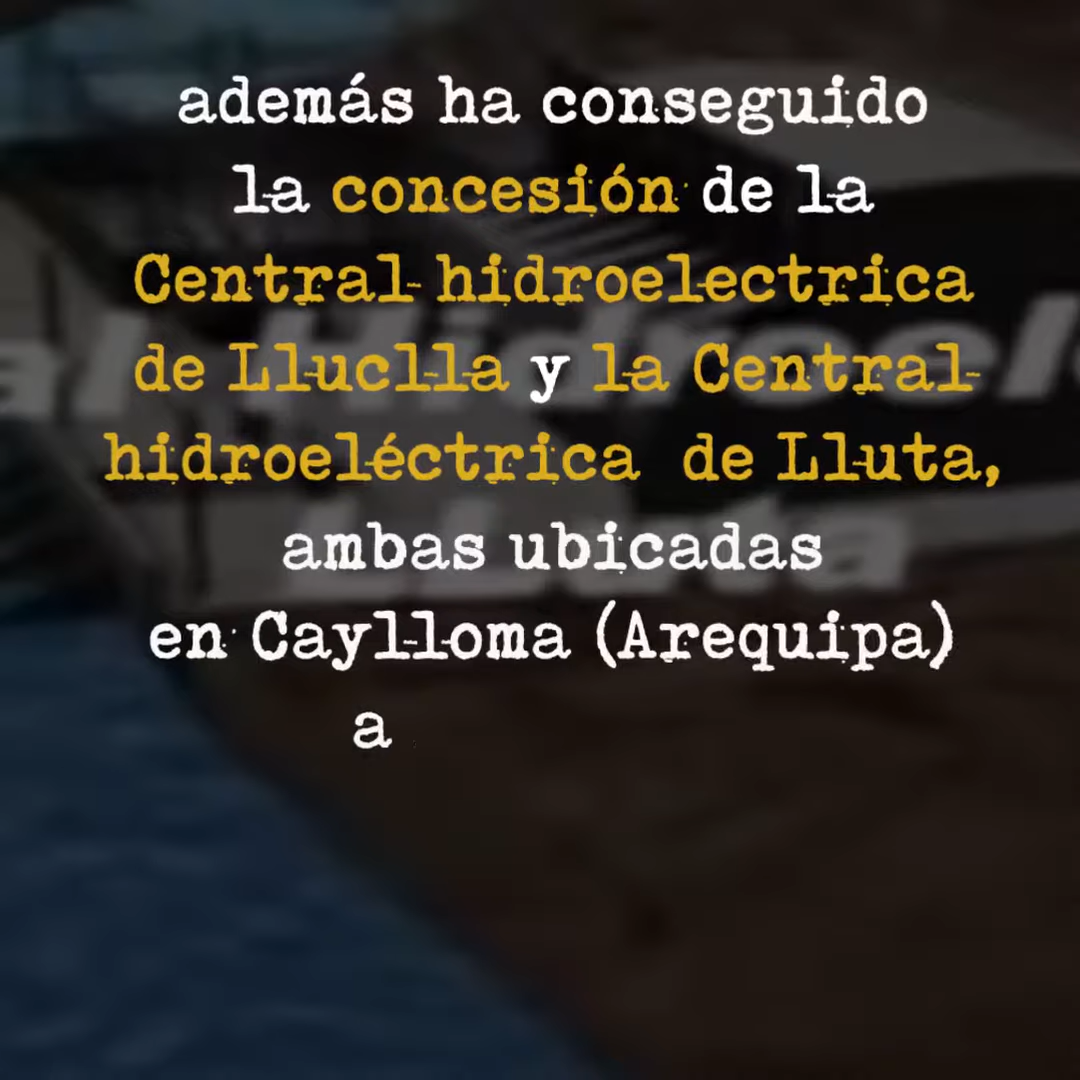 además ha conseguido
la concesión de la
Central hidroelectrica
de Lluclla y la Central
hidroeléctrica de Lluta,
ambas ubicadas
en Caylloma (Arequipa)
a